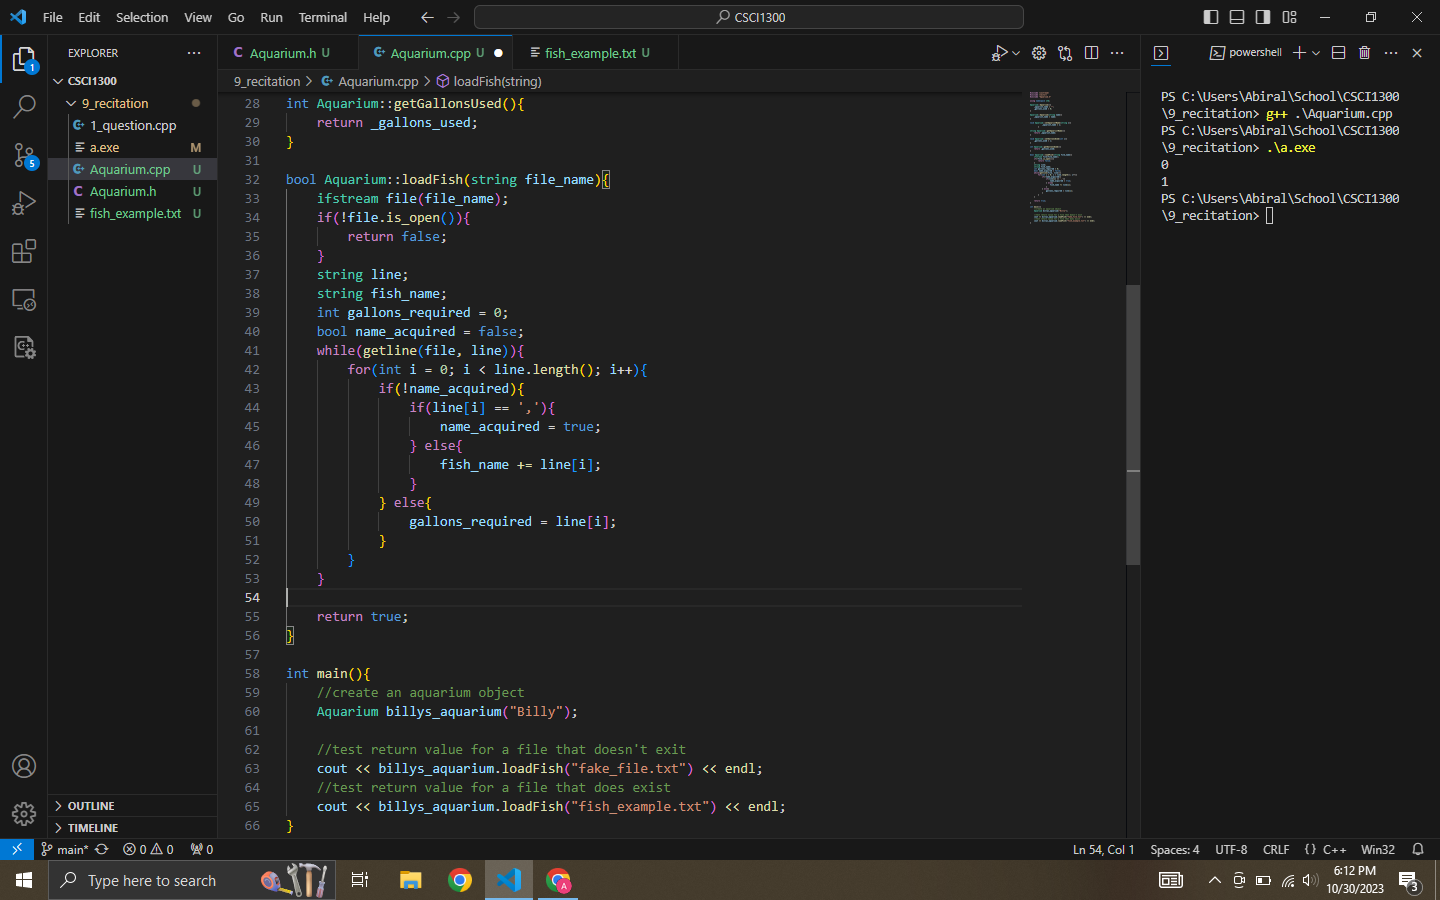 File Edit Selection View Go Run Terminal Help
CSCI1300
EXPLORER
CSCI1300
9_recitation
1_question.cpp
a.exe M
Aquarium.cpp U
Aquarium.h U
fish_example.txt U
OUTLINE
TIMELINE
1
5
Aquarium.h U
Aquarium.cpp U
fish_example.txt U
9_recitation > Aquarium.cpp > loadFish(string)
28 int Aquarium::getGallonsUsed(){
29 return _gallons_used;
30 }
31
32 bool Aquarium::loadFish(string file_name){
33 ifstream file(file_name);
34 if(!file.is_open()){
35 return false;
36 }
37 string line;
38 string fish_name;
39 int gallons_required = 0;
40 bool name_acquired = false;
41 while(getline(file, line)){
42 for(int i = 0; i < line.length(); i++){
43 if(!name_acquired){
44 if(line[i] == ','){
45 name_acquired = true;
46 } else{
47 fish_name += line[i];
48 }
49 } else{
50 gallons_required = line[i];
51 }
52 }
53 }
54
55 return true;
56 }
57
58 int main(){
59 //create an aquarium object
60 Aquarium billys_aquarium("Billy");
61
62 //test return value for a file that doesn't exit
63 cout << billys_aquarium.loadFish("fake_file.txt") << endl;
64 //test return value for a file that does exist
65 cout << billys_aquarium.loadFish("fish_example.txt") << endl;
66 }
powershell
PS C:\Users\Abiral\School\CSCI1300
\9_recitation> g++ .\Aquarium.cpp
PS C:\Users\Abiral\School\CSCI1300
\9_recitation> .\a.exe
0
1
PS C:\Users\Abiral\School\CSCI1300
\9_recitation>
main* 0 0 0
Ln 54, Col 1 Spaces: 4 UTF-8 CRLF {} C++ Win32
Type here to search
A
6:12 PM
10/30/2023
3